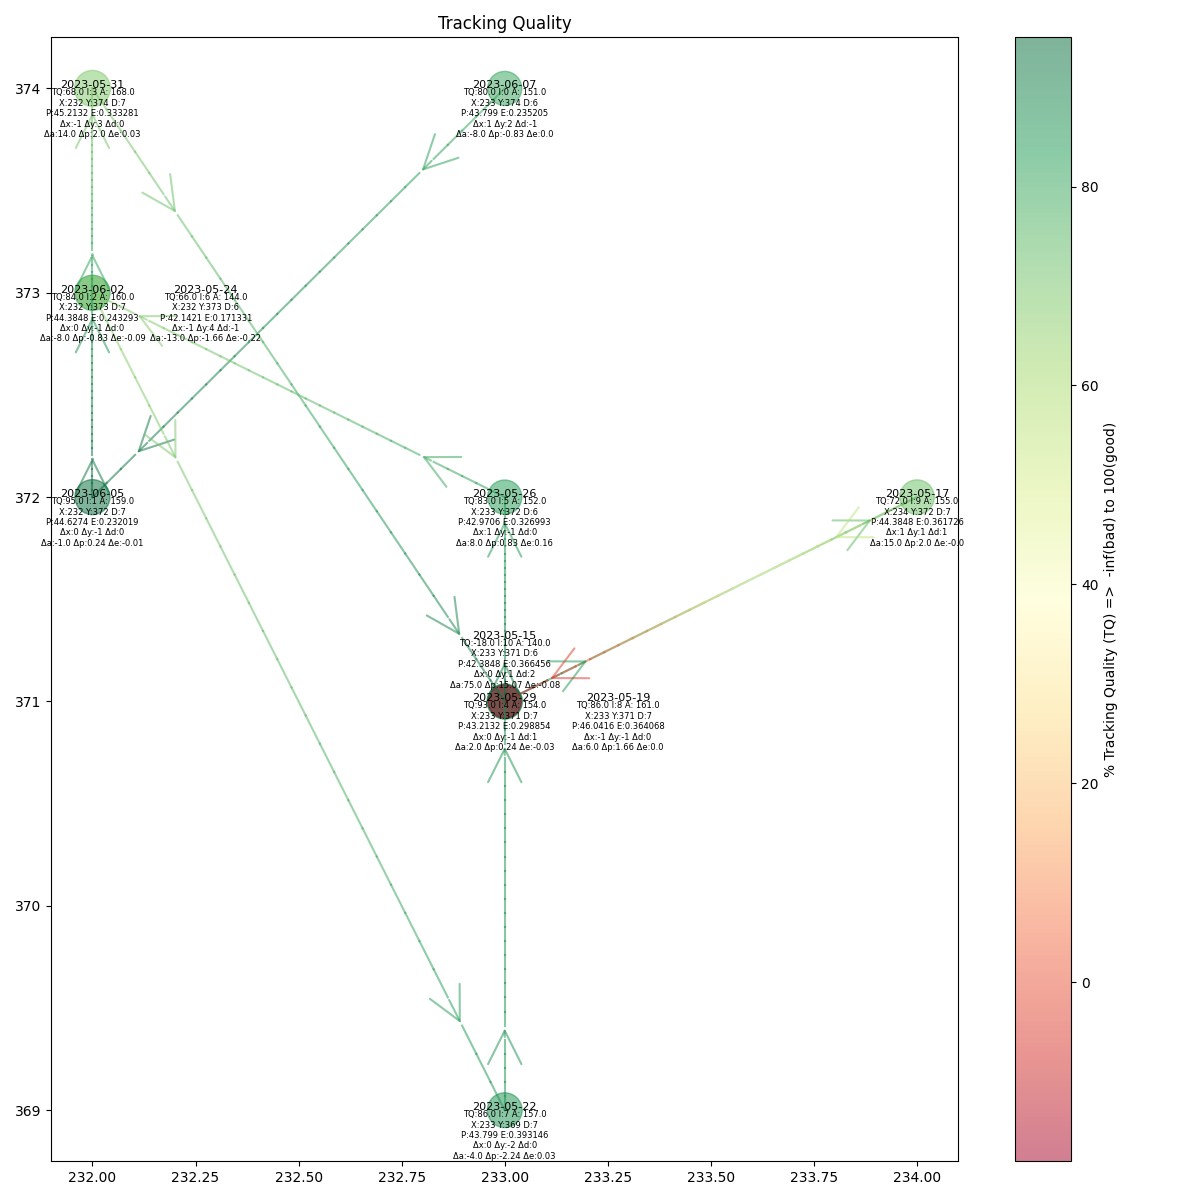 Tracking Quality
374
373
372
371
370
369
2023-05-31
TQ:68.0 I:3 A: 168.0
X:232 Y:374 D:7
P:45.2132 E:0.333281
Δx:-1 Δy:3 Δd:0
Δa:14.0 Δp:2.0 Δe:0.03
2023-06-07
TQ:80.0 I:0 A: 151.0
X:233 Y:374 D:6
P:43.799 E:0.235205
Δx:1 Δy:2 Δd:-1
Δa:-8.0 Δp:-0.83 Δe:0.0
2023-06-02
TQ:84.0 I:2 A: 160.0
X:232 Y:373 D:7
P:44.3848 E:0.243293
Δx:0 Δy:-1 Δd:0
Δa:-8.0 Δp:-0.83 Δe:-0.09
2023-05-24
TQ:66.0 I:6 A: 144.0
X:232 Y:373 D:6
P:42.1421 E:0.171331
Δx:-1 Δy:4 Δd:-1
Δa:-13.0 Δp:-1.66 Δe:-0.22
2023-06-05
TQ:95.0 I:1 A: 159.0
X:232 Y:372 D:7
P:44.6274 E:0.232019
Δx:0 Δy:-1 Δd:0
Δa:-1.0 Δp:0.24 Δe:-0.01
2023-05-26
TQ:83.0 I:5 A: 152.0
X:233 Y:372 D:6
P:42.9706 E:0.326993
Δx:1 Δy:-1 Δd:0
Δa:8.0 Δp:0.83 Δe:0.16
2023-05-17
TQ:72.0 I:9 A: 155.0
X:234 Y:372 D:7
P:44.3848 E:0.361726
Δx:1 Δy:1 Δd:1
Δa:15.0 Δp:2.0 Δe:-0.0
2023-05-15
TQ:-18.0 I:10 A: 140.0
X:233 Y:371 D:6
P:42.3848 E:0.366456
Δx:0 Δy:1 Δd:2
Δa:75.0 Δp:15.07 Δe:-0.08
2023-05-29
TQ:93.0 I:4 A: 154.0
X:233 Y:371 D:7
P:43.2132 E:0.298854
Δx:0 Δy:-1 Δd:1
Δa:2.0 Δp:0.24 Δe:-0.03
2023-05-19
TQ:86.0 I:8 A: 161.0
X:233 Y:371 D:7
P:46.0416 E:0.364068
Δx:-1 Δy:-1 Δd:0
Δa:6.0 Δp:1.66 Δe:0.0
2023-05-22
TQ:86.0 I:7 A: 157.0
X:233 Y:369 D:7
P:43.799 E:0.393146
Δx:0 Δy:-2 Δd:0
Δa:-4.0 Δp:-2.24 Δe:0.03
232.00 232.25 232.50 232.75 233.00 233.25 233.50 233.75 234.00
80
60
40
20
0
% Tracking Quality (TQ) => -inf(bad) to 100(good)